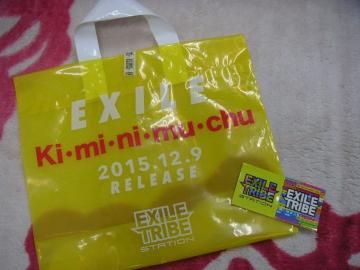 EXILE
Ki・mi・ni・mu・chu
2015.12.9
RELEASE
EXILE
TRIBE
STATION
EXILE
TRIBE
STATION
EXILE
TRIBE